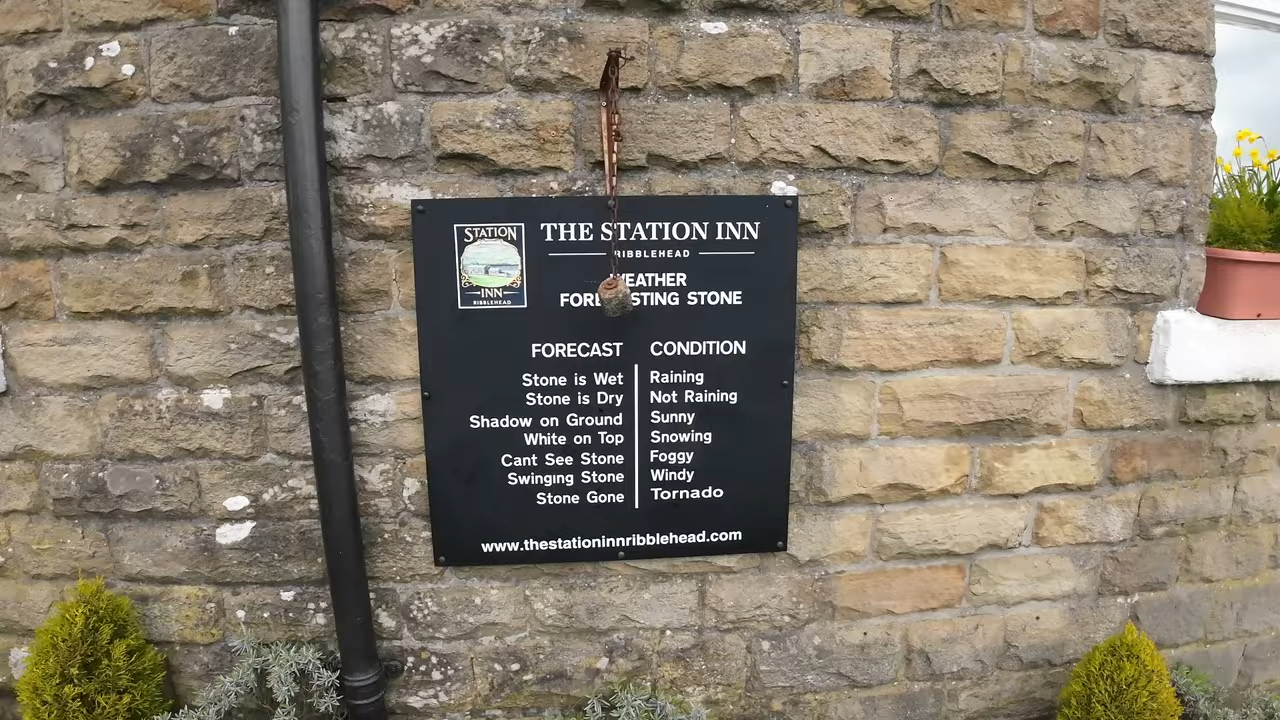 STATION
INN
RIBBLEHEAD
THE STATION INN
RIBBLEHEAD
WEATHER
FORECASTING STONE
FORECAST CONDITION
Stone is Wet Raining
Stone is Dry Not Raining
Shadow on Ground Sunny
White on Top Snowing
Cant See Stone Foggy
Swinging Stone Windy
Stone Gone Tornado
www.thestationinnribblehead.com